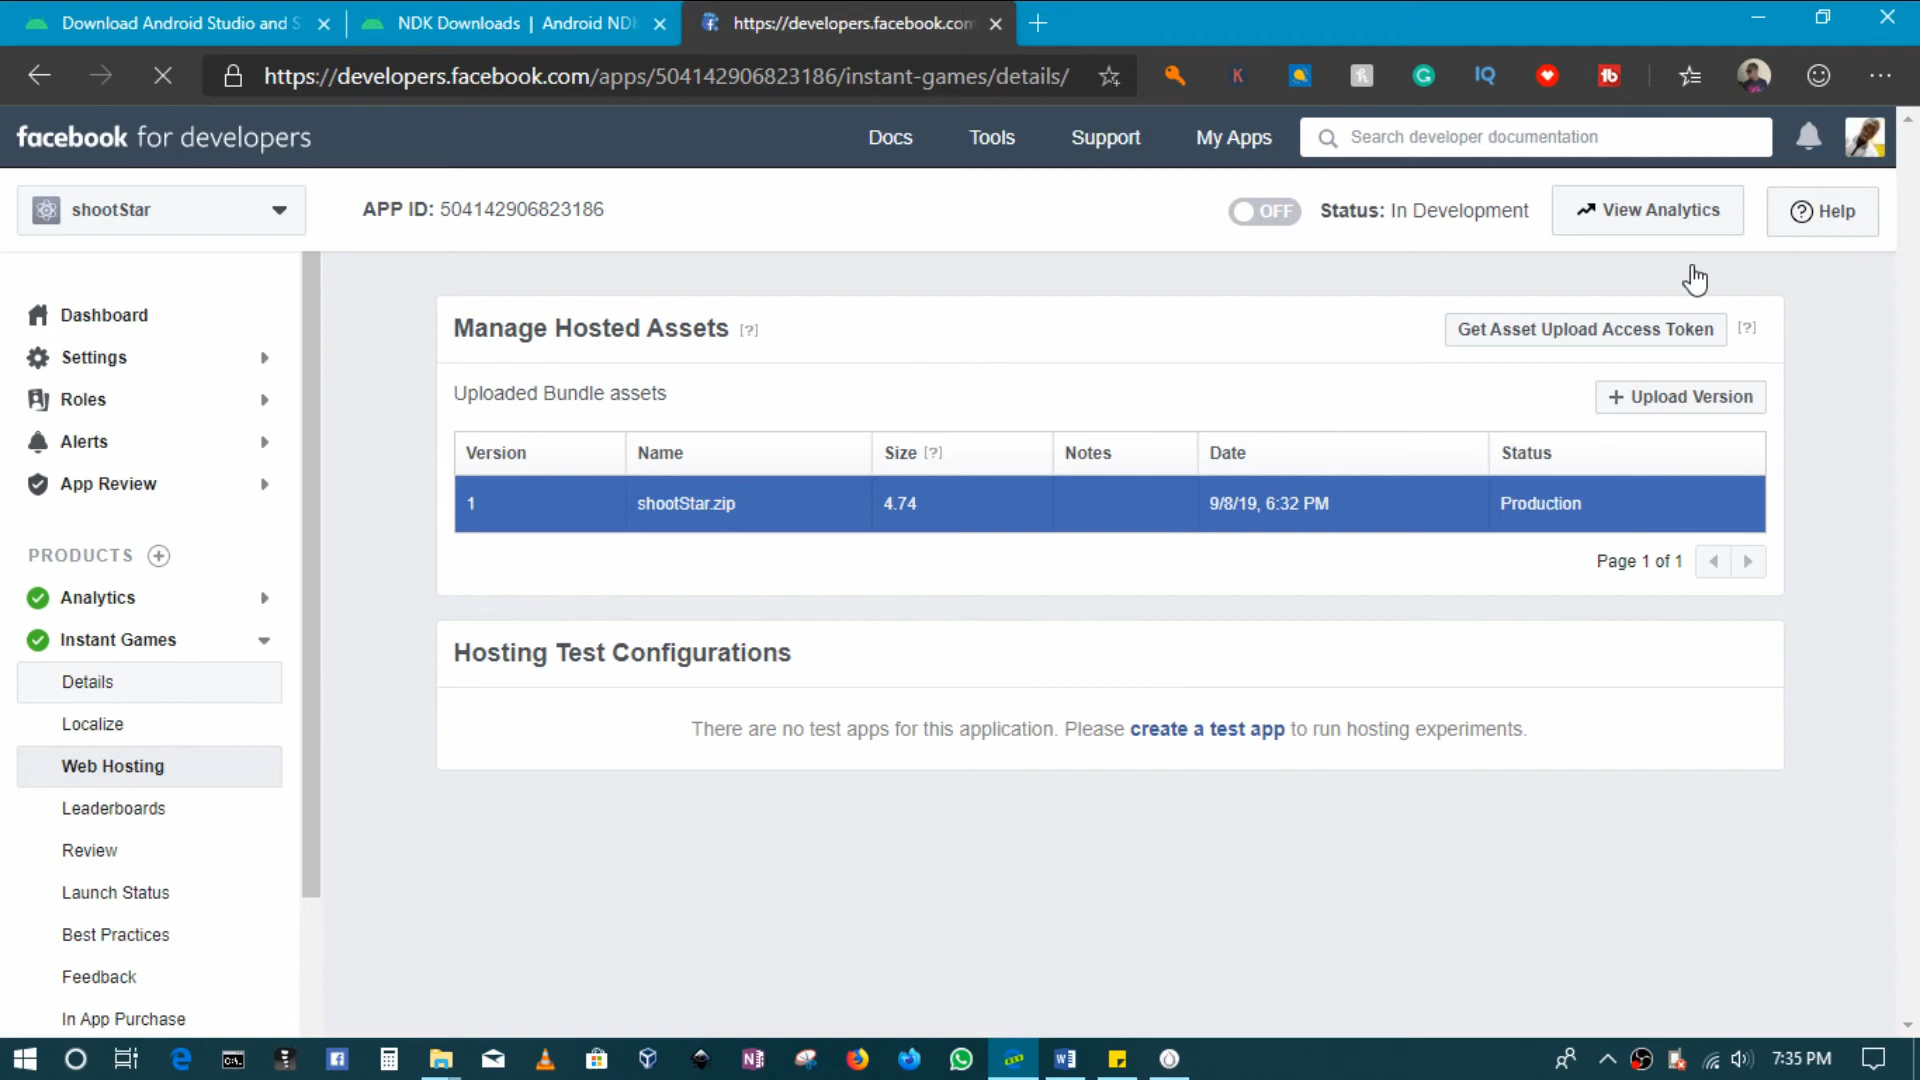 Download Android Studio and S
NDK Downloads | Android NDK
https://developers.facebook.com
https://developers.facebook.com/apps/504142906823186/instant-games/details/
facebook for developers
Docs
Tools
Support
My Apps
Search developer documentation
shootStar
APP ID: 504142906823186
OFF
Status: In Development
View Analytics
Help
Dashboard
Settings
Roles
Alerts
App Review
PRODUCTS
Analytics
Instant Games
Details
Localize
Web Hosting
Leaderboards
Review
Launch Status
Best Practices
Feedback
In App Purchase
Manage Hosted Assets [?]
Get Asset Upload Access Token [?]
Uploaded Bundle assets
+ Upload Version
Version Name Size [?] Notes Date Status
1 shootStar.zip 4.74 9/8/19, 6:32 PM Production
Page 1 of 1
Hosting Test Configurations
There are no test apps for this application. Please create a test app to run hosting experiments.
7:35 PM